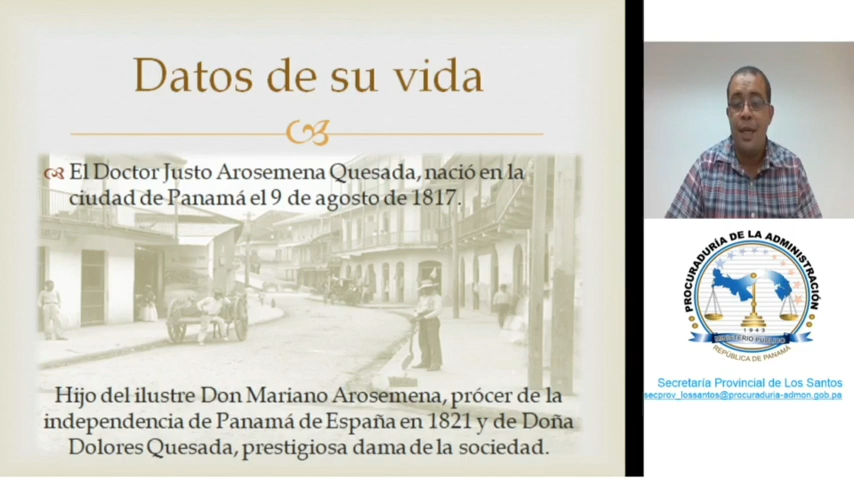 Datos de su vida
El Doctor Justo Arosemena Quesada, nació en la
ciudad de Panamá el 9 de agosto de 1817.
Hijo del ilustre Don Mariano Arosemena, prócer de la
independencia de Panamá de España en 1821 y de Doña
Dolores Quesada, prestigiosa dama de la sociedad.
PROCURADURÍA DE LA ADMINISTRACIÓN
1943
MINISTERIO PÚBLICO
REPÚBLICA DE PANAMÁ
Secretaría Provincial de Los Santos
secprov_lossantos@procuraduria-admon.gob.pa